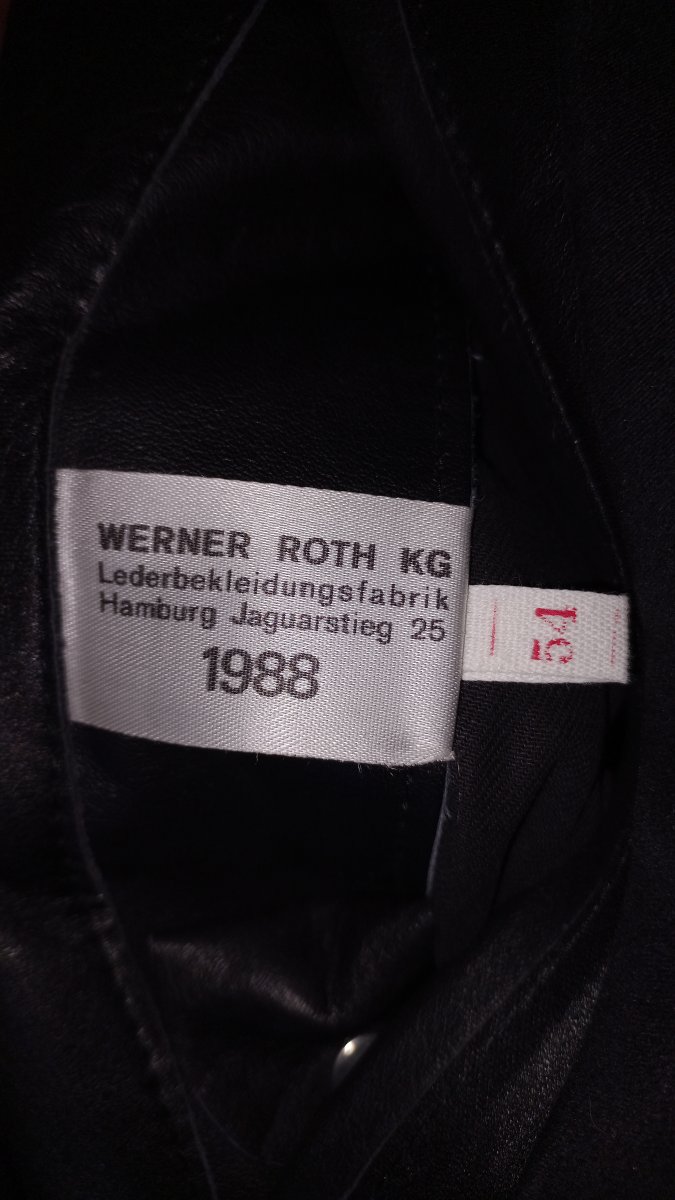 WERNER ROTH KG
Lederbekleidungsfabrik
Hamburg Jaguarstieg 25
1988
54